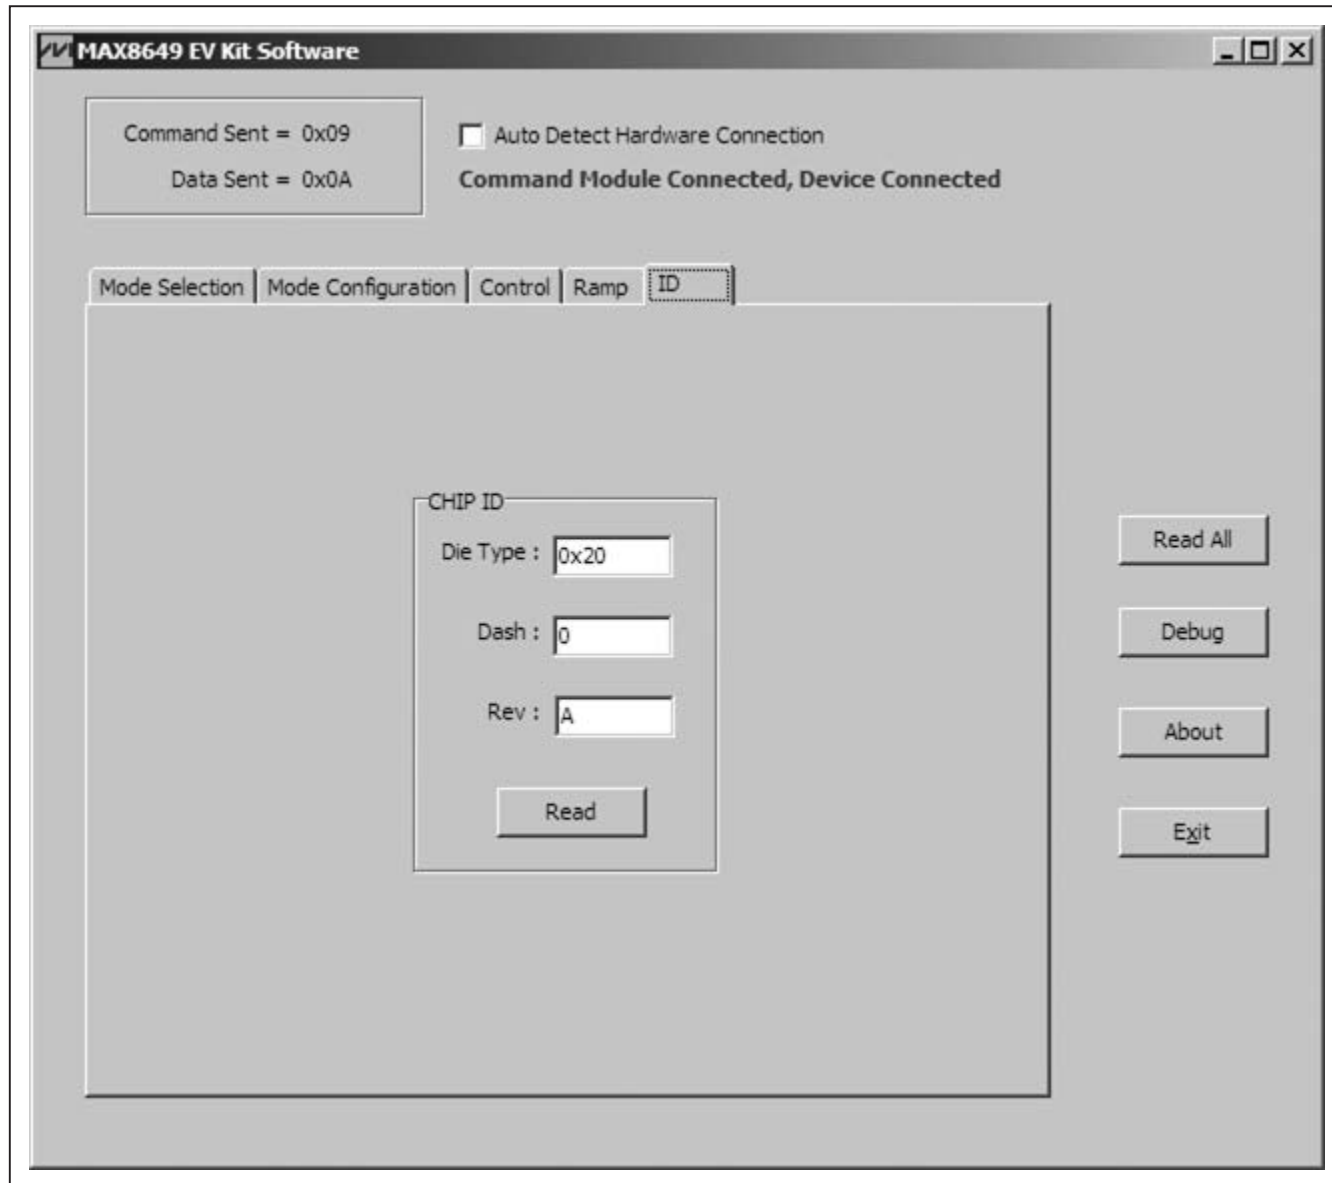 MAX8649 EV Kit Software
Command Sent = 0x09
Data Sent = 0x0A
Auto Detect Hardware Connection
Command Module Connected, Device Connected
Mode Selection Mode Configuration Control Ramp ID
CHIP ID
Die Type : 0x20
Dash : 0
Rev : A
Read
Read All
Debug
About
Exit